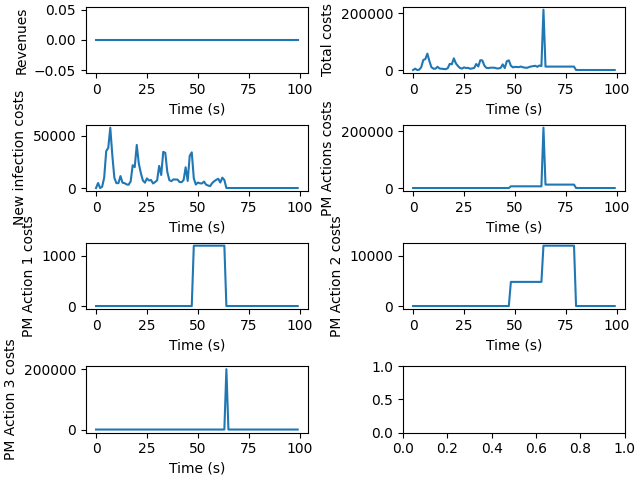 Revenues
0.05
0.00
−0.05
0 25 50 75 100
Time (s)
Total costs
200000
0
0 25 50 75 100
Time (s)
New infection costs
50000
0
0 25 50 75 100
Time (s)
PM Actions costs
200000
0
0 25 50 75 100
Time (s)
PM Action 1 costs
1000
0
0 25 50 75 100
Time (s)
PM Action 2 costs
10000
0
0 25 50 75 100
Time (s)
PM Action 3 costs
200000
0
0 25 50 75 100
Time (s)
1.0
0.5
0.0
0.0 0.2 0.4 0.6 0.8 1.0